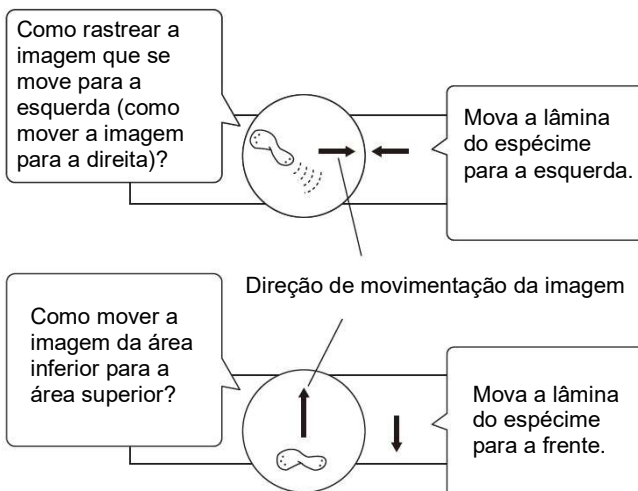 Como rastrear a
imagem que se
move para a
esquerda (como
mover a imagem
para a direita)?
Mova a lâmina
do espécime
para a esquerda.
Direção de movimentação da imagem
Como mover a
imagem da área
inferior para a
área superior?
Mova a lâmina
do espécime
para a frente.